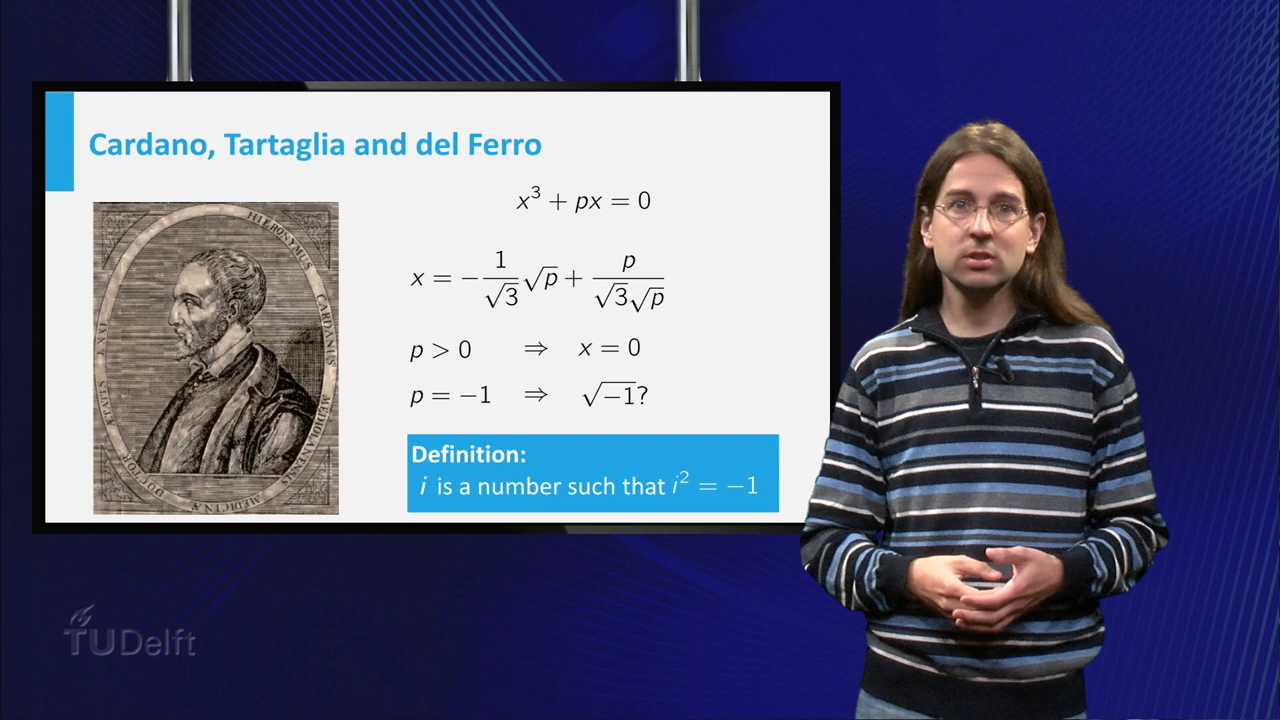 Cardano, Tartaglia and del Ferro
x³ + px = 0
x = −1/√3 √p + p/(√3√p)
p > 0 ⇒ x = 0
p = −1 ⇒ √−1?
Definition:
i is a number such that i² = −1
HIERONYMUS CARDANUS MEDIOLANENSIS MEDICINÆ DOCTOR ÆTATIS
TUDelft